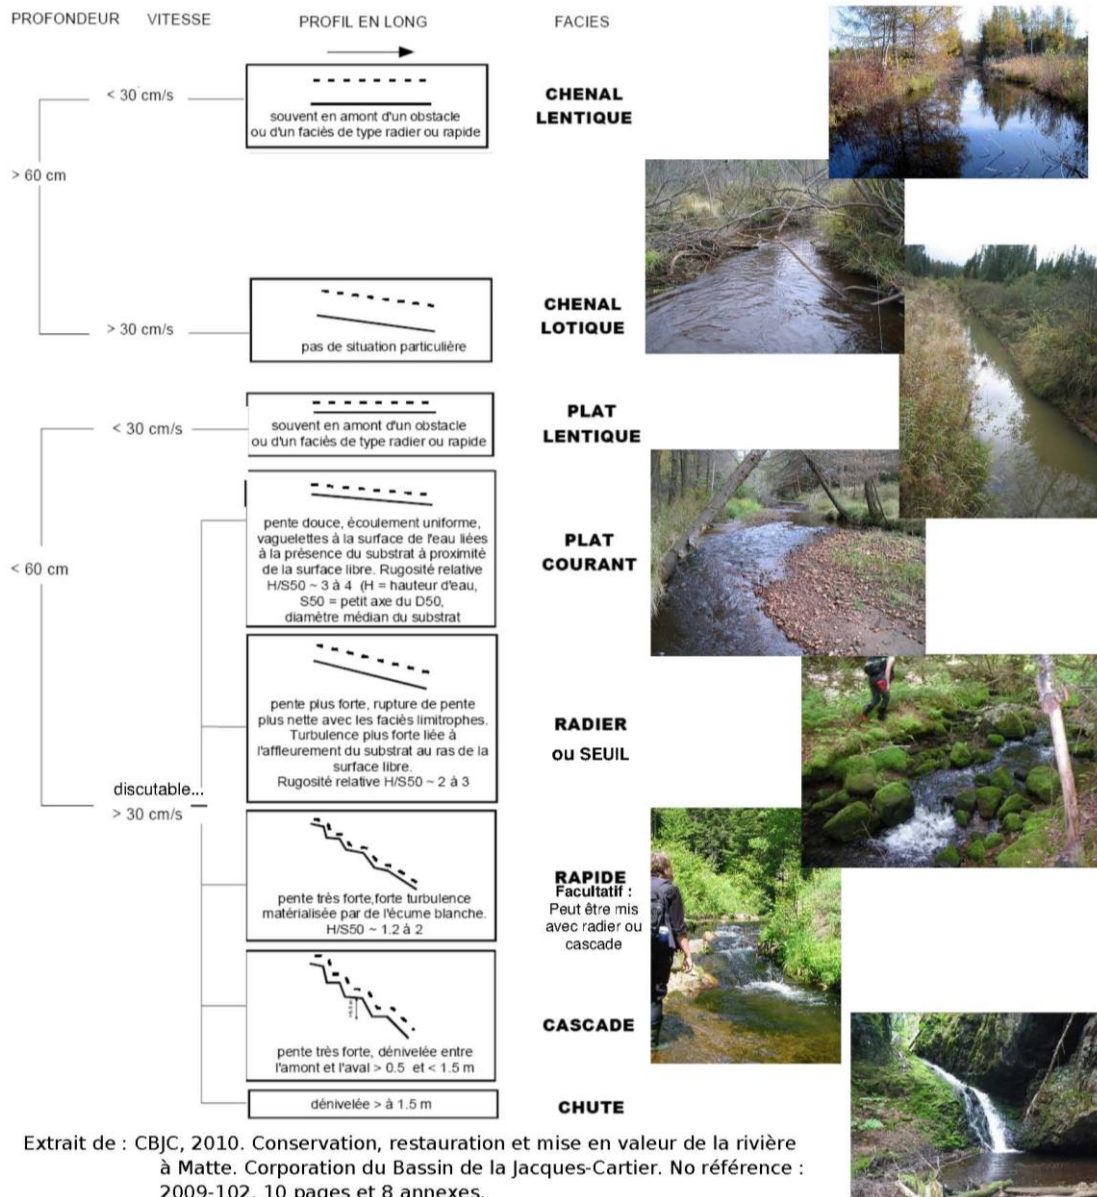 PROFONDEUR VITESSE PROFIL EN LONG FACIES
< 30 cm/s
souvent en amont d'un obstacle
ou d'un faciès de type radier ou rapide
CHENAL
LENTIQUE
> 60 cm
> 30 cm/s
pas de situation particulière
CHENAL
LOTIQUE
< 30 cm/s
souvent en amont d'un obstacle
ou d'un faciès de type radier ou rapide
PLAT
LENTIQUE
pente douce, écoulement uniforme,
vaguelettes à la surface de l'eau liées
à la présence du substrat à proximité
de la surface libre. Rugosité relative
H/S50 ~ 3 à 4 (H = hauteur d'eau,
S50 = petit axe du D50,
diamètre médian du substrat
PLAT
COURANT
< 60 cm
pente plus forte, rupture de pente
plus nette avec les faciès limitrophes.
Turbulence plus forte liée à
l'affleurement du substrat au ras de la
surface libre.
Rugosité relative H/S50 ~ 2 à 3
RADIER
ou SEUIL
discutable...
> 30 cm/s
pente très forte,forte turbulence
matérialisée par de l'écume blanche.
H/S50 ~ 1.2 à 2
RAPIDE
Facultatif :
Peut être mis
avec radier ou
cascade
pente très forte, dénivelée entre
l'amont et l'aval > 0.5 et < 1.5 m
CASCADE
dénivelée > à 1.5 m
CHUTE
Extrait de : CBJC, 2010. Conservation, restauration et mise en valeur de la rivière
à Matte. Corporation du Bassin de la Jacques-Cartier. No référence :
2009-102. 10 pages et 8 annexes.